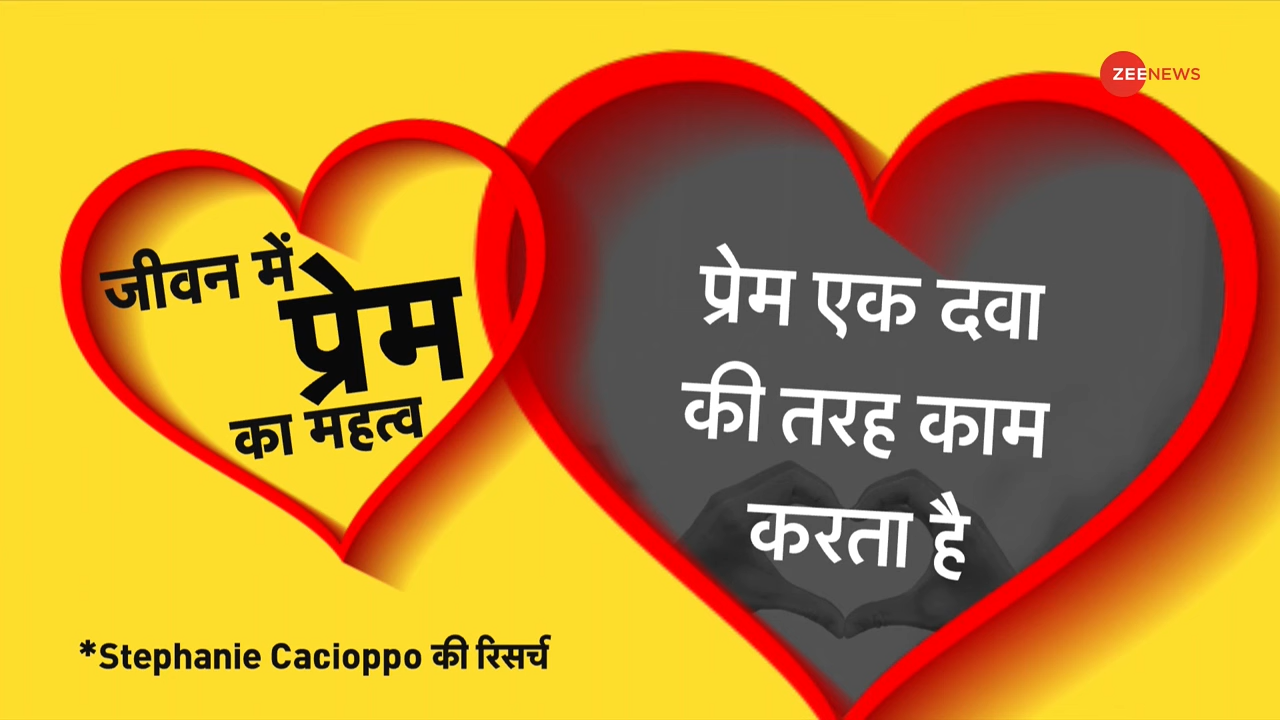 ZEENEWS
जीवन में
प्रेम
का महत्व
प्रेम एक दवा
की तरह काम
करता है
*Stephanie Cacioppo की रिसर्च